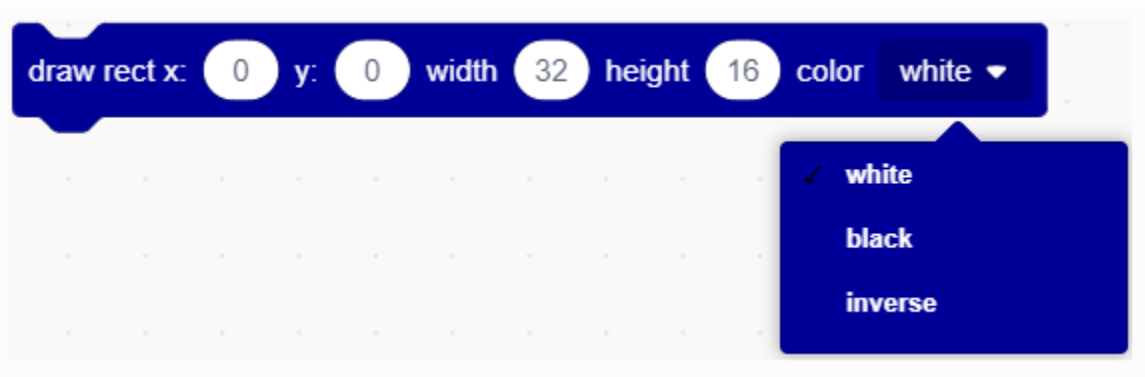 draw rect x: 0 y: 0 width 32 height 16 color white
white
black
inverse